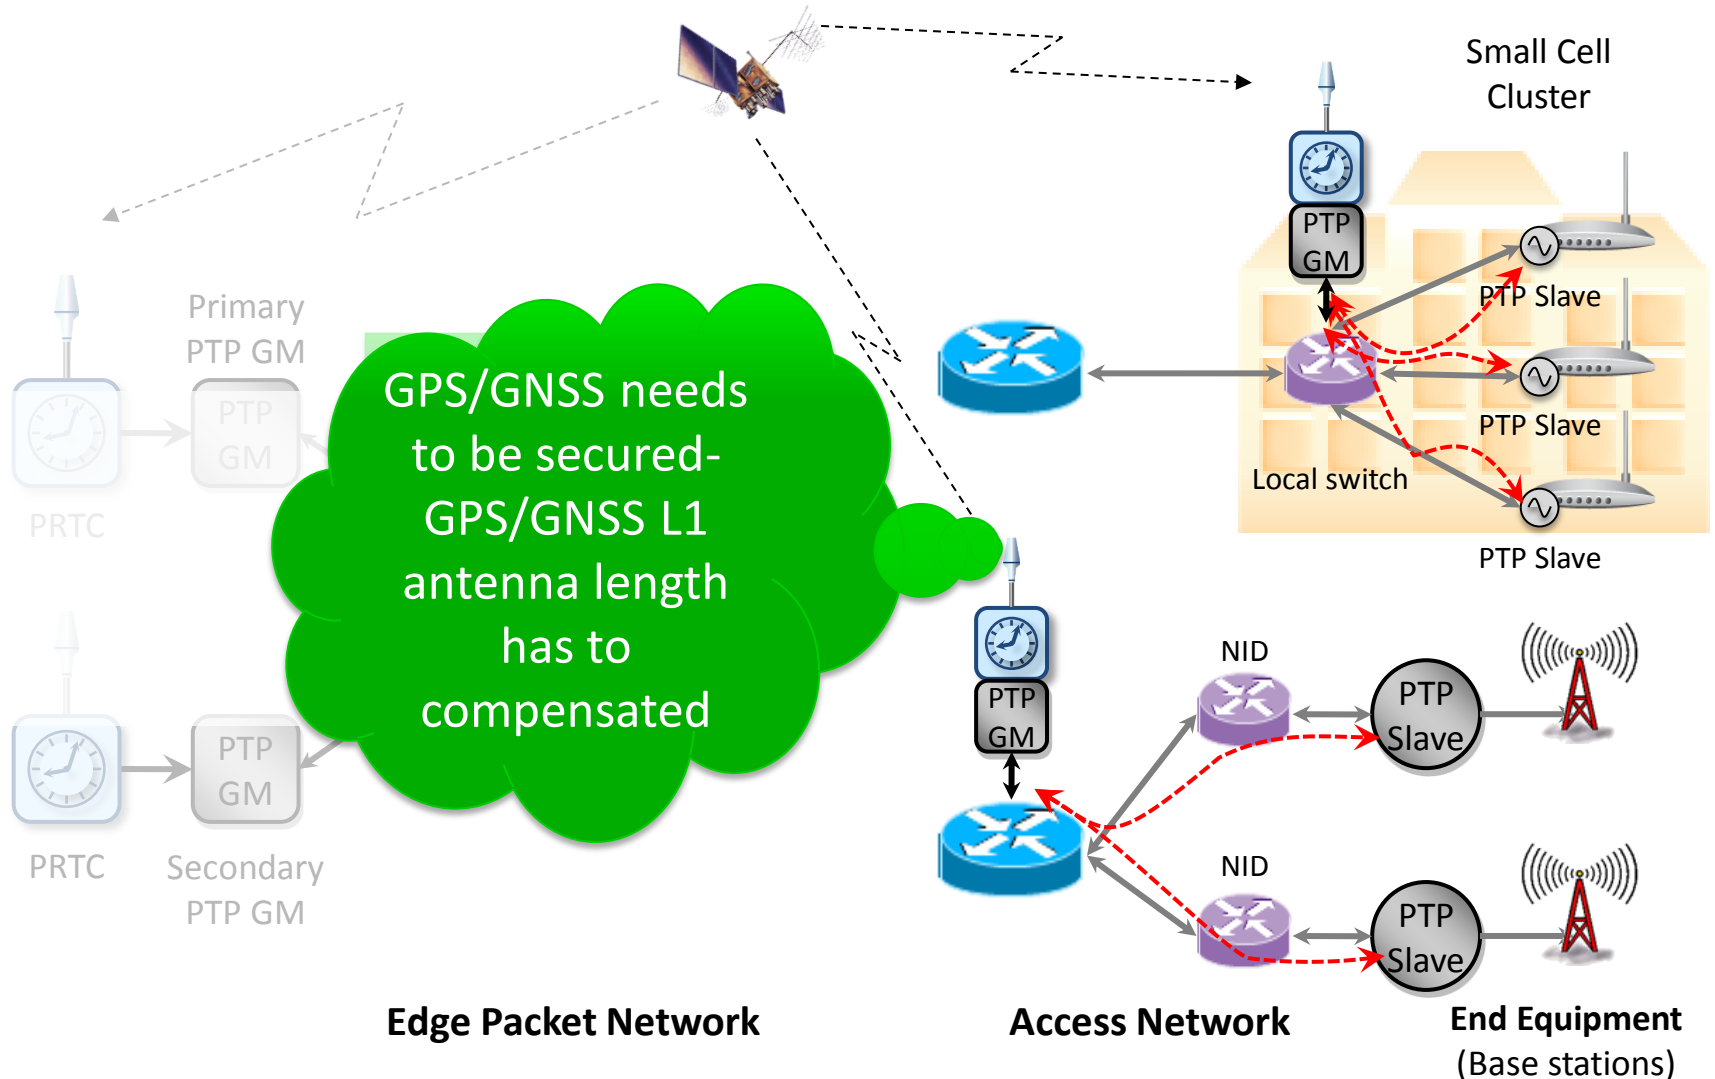 Small Cell
Cluster
PTP
GM
PTP Slave
PTP Slave
Local switch
PTP Slave
Primary
PTP GM
PTP
GM
PRTC
GPS/GNSS needs
to be secured-
GPS/GNSS L1
antenna length
has to
compensated
PTP
GM
PRTC
Secondary
PTP GM
PTP
GM
NID
PTP
Slave
NID
PTP
Slave
Edge Packet Network
Access Network
End Equipment
(Base stations)